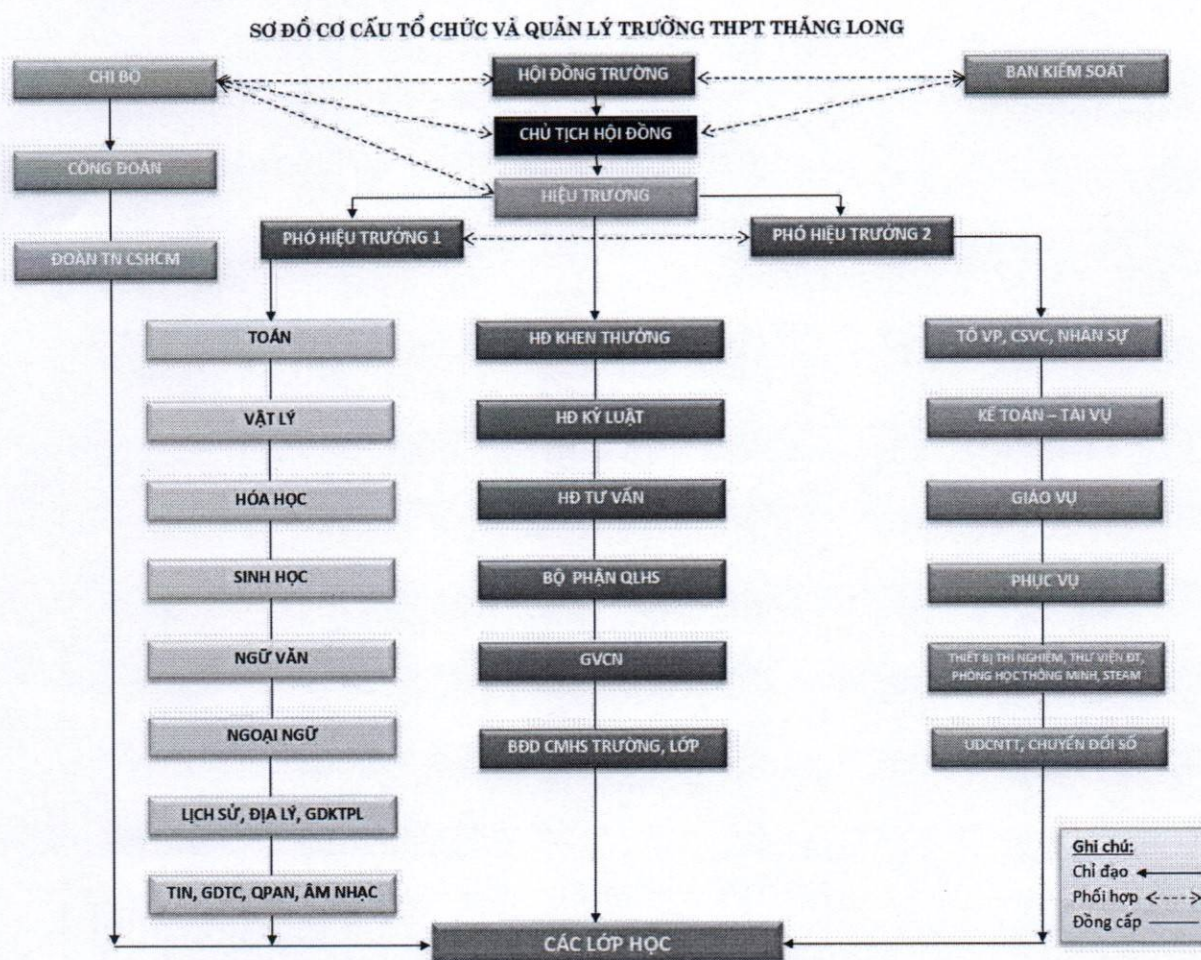 SƠ ĐỒ CƠ CẤU TỔ CHỨC VÀ QUẢN LÝ TRƯỜNG THPT THĂNG LONG
CHI BỘ
HỘI ĐỒNG TRƯỜNG
BAN KIỂM SOÁT
CHỦ TỊCH HỘI ĐỒNG
CÔNG ĐOÀN
HIỆU TRƯỞNG
PHÓ HIỆU TRƯỞNG 1
PHÓ HIỆU TRƯỞNG 2
ĐOÀN TN CSHCM
TOÁN
VẬT LÝ
HÓA HỌC
SINH HỌC
NGỮ VĂN
NGOẠI NGỮ
LỊCH SỬ, ĐỊA LÝ, GDKTPL
TIN, GDTC, QPAN, ÂM NHẠC
HĐ KHEN THƯỞNG
HĐ KỶ LUẬT
HĐ TƯ VẤN
BỘ PHẬN QLHS
GVCN
BĐD CMHS TRƯỜNG, LỚP
TỔ VP, CSVC, NHÂN SỰ
KẾ TOÁN – TÀI VỤ
GIÁO VỤ
PHỤC VỤ
THIẾT BỊ THÍ NGHIỆM, THƯ VIỆN ĐT,
PHÒNG HỌC THÔNG MINH, STEAM
UDCNTT, CHUYỂN ĐỔI SỐ
CÁC LỚP HỌC
Ghi chú:
Chỉ đạo
Phối hợp
Đồng cấp